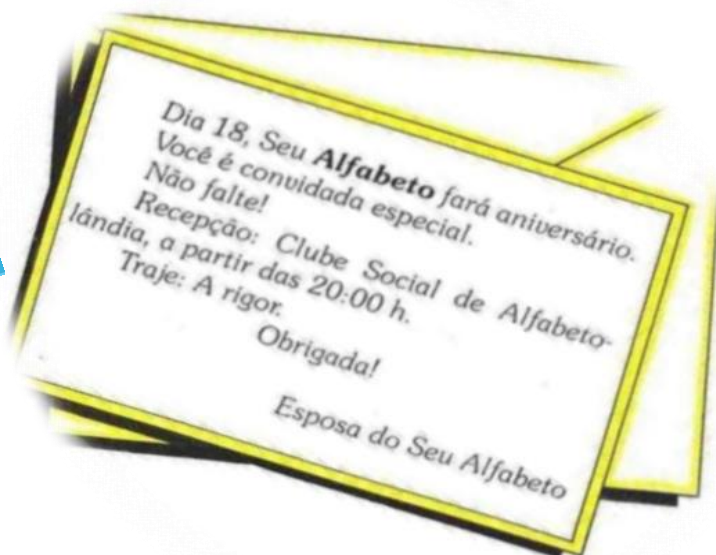 Dia 18, Seu Alfabeto fará aniversário.
Você é convidada especial.
Não falte!
Recepção: Clube Social de Alfabeto-
lândia, a partir das 20:00 h.
Traje: A rigor.
Obrigada!
Esposa do Seu Alfabeto